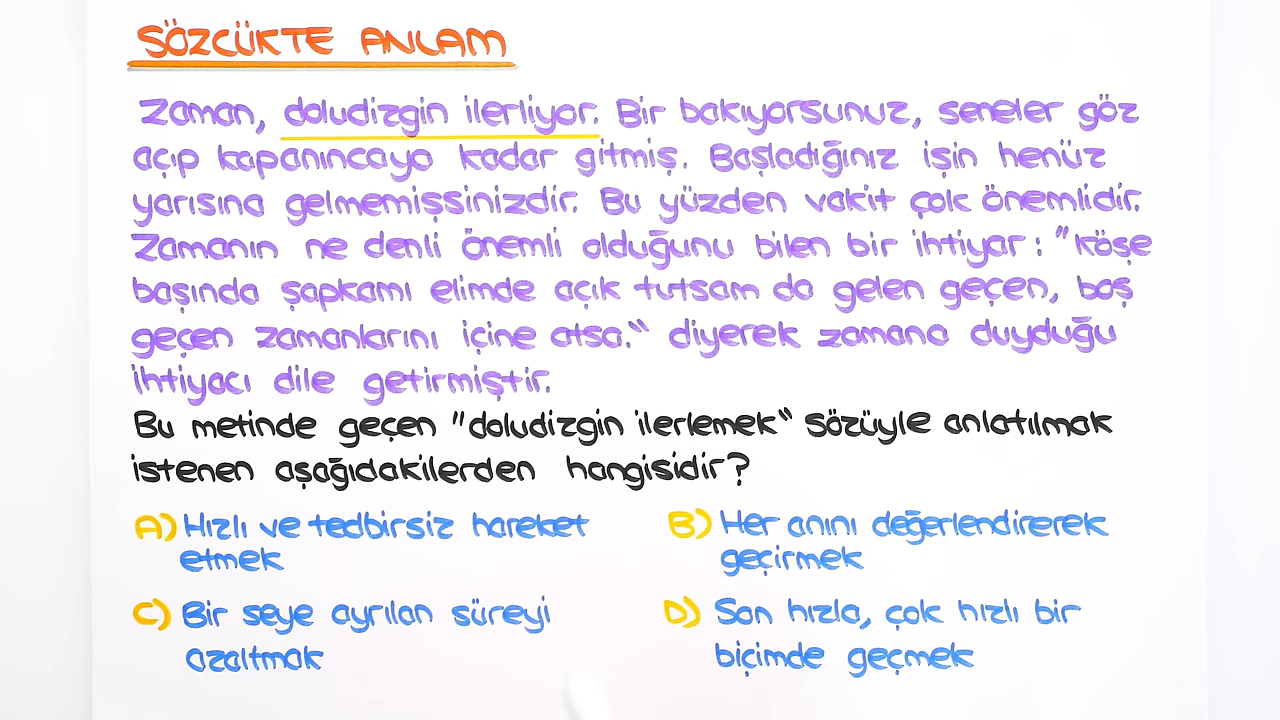 SÖZCÜKTE ANLAM
Zaman, doludizgin ilerliyor. Bir bakıyorsunuz, seneler göz
açıp kapanıncaya kadar gitmiş. Başladığınız işin henüz
yarısına gelmemişsinizdir. Bu yüzden vakit çok önemlidir.
Zamanın ne denli önemli olduğunu bilen bir ihtiyar: "Köşe
başında şapkamı elimde açık tutsam da gelen geçen, boş
geçen zamanlarını içine atsa." diyerek zamana duyduğu
ihtiyacı dile getirmiştir.
Bu metinde geçen "doludizgin ilerlemek" sözüyle anlatılmak
istenen aşağıdakilerden hangisidir?
A) Hızlı ve tedbirsiz hareket
etmek
B) Her anını değerlendirerek
geçirmek
C) Bir seye ayrılan süreyi
azaltmak
D) Son hızla, çok hızlı bir
biçimde geçmek